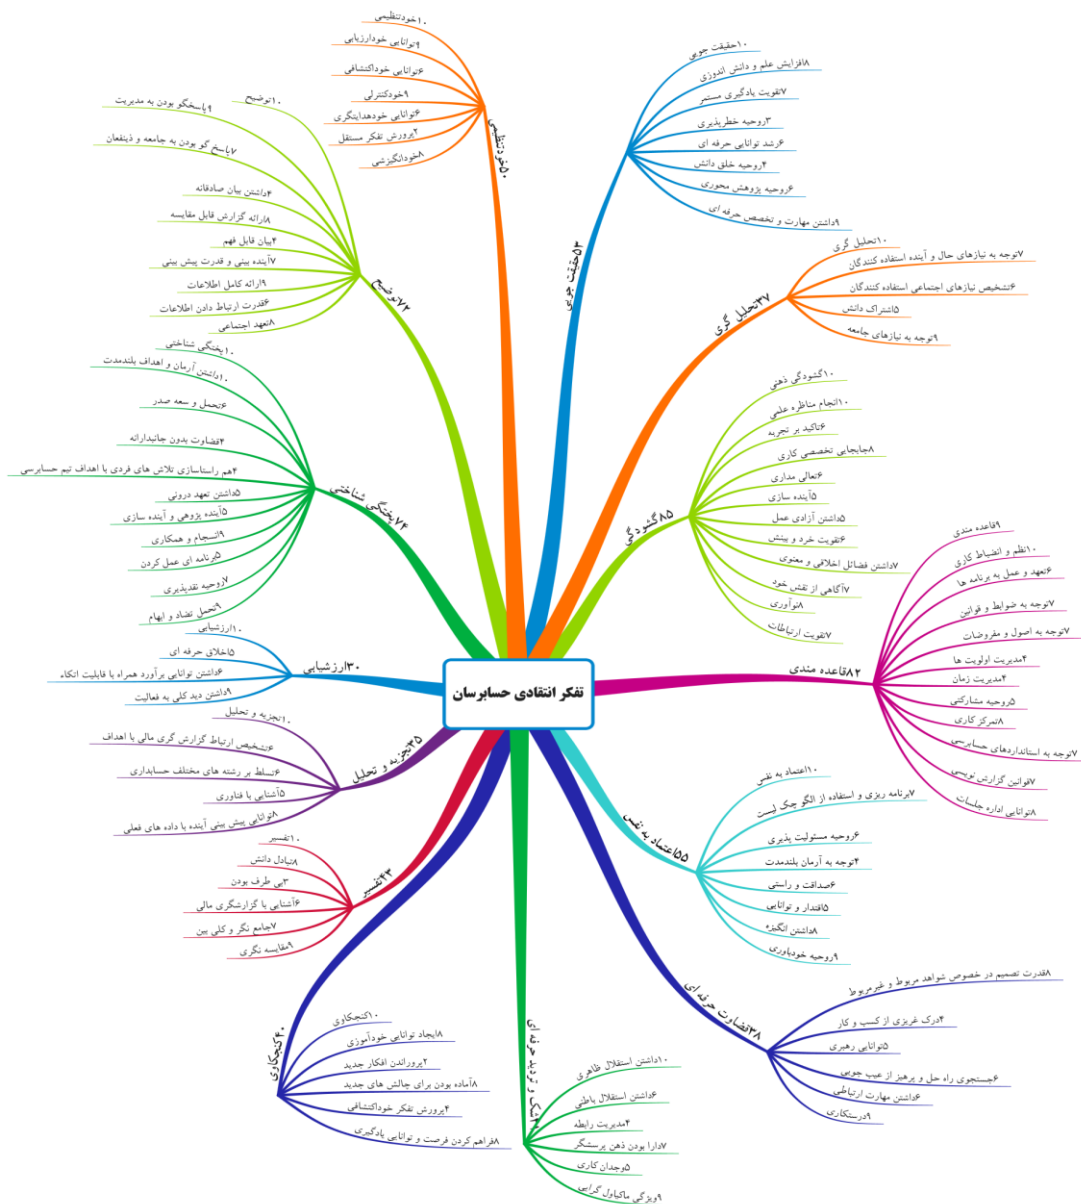 تفکر انتقادی حسابرسان
۵۳حقیقت جویی
۱۰حقیقت جویی
۸افزایش علم و دانش اندوزی
۷تقویت یادگیری مستمر
۳روحیه خطرپذیری
۶رشد توانایی حرفه ای
۴روحیه خلق دانش
۶روحیه پژوهش محوری
۹داشتن مهارت و تخصص حرفه ای
۳۷تحلیل گری
۱۰تحلیل گری
۷توجه به نیازهای حال و آینده استفاده کنندگان
۶تشخیص نیازهای اجتماعی استفاده کنندگان
۵اشتراک دانش
۹توجه به نیازهای جامعه
۸۵گشودگی
۱۰گشودگی ذهنی
۱۰انجام مناظره علمی
۶تاکید بر تجربه
۸جابجایی تخصصی کاری
۶تعالی مداری
۵آینده سازی
۵داشتن آزادی عمل
۶تقویت خرد و بینش
۷داشتن فضائل اخلاقی و معنوی
۷آگاهی از نقش خود
۸نوآوری
۷تقویت ارتباطات
۸۲قاعده مندی
۹قاعده مندی
۱۰نظم و انضباط کاری
۶تعهد و عمل به برنامه ها
۷توجه به ضوابط و قوانین
۷توجه به اصول و مفروضات
۴مدیریت اولویت ها
۴مدیریت زمان
۵روحیه مشارکتی
۸تمرکز کاری
۷توجه به استانداردهای حسابرسی
۷قوانین گزارش نویسی
۸توانایی اداره جلسات
۵۵اعتماد به نفس
۱۰اعتماد به نفس
۷برنامه ریزی و استفاده از الگو چک لیست
۶روحیه مسئولیت پذیری
۴توجه به آرمان بلندمدت
۶صداقت و راستی
۵اقتدار و توانایی
۸داشتن انگیزه
۹روحیه خودباوری
۳۸قضاوت حرفه ای
۸قدرت تصمیم در خصوص شواهد مربوط و غیرمربوط
۴درک غریزی از کسب و کار
۵توانایی رهبری
۶جستجوی راه حل و پرهیز از عیب جویی
۶داشتن مهارت ارتباطی
۹درستکاری
شک و تردید حرفه ای
۱۰داشتن استقلال ظاهری
۶داشتن استقلال باطنی
۴مدیریت رابطه
۷دارا بودن ذهن پرسشگر
۵وجدان کاری
۹ویژگی ماکیاول گرایی
۵۰خودتنظیمی
۱۰خودتنظیمی
۹توانایی خودارزیابی
۶توانایی خوداکتشافی
۹خودکنترلی
۶توانایی خودهدایتگری
۲پرورش تفکر مستقل
۸خودانگیزشی
۷۲توضیح
۱۰توضیح
۹پاسخگو بودن به مدیریت
۷پاسخ گو بودن به جامعه و ذینفعان
۴داشتن بیان صادقانه
۸ارائه گزارش قابل مقایسه
۴بیان قابل فهم
۷آینده بینی و قدرت پیش بینی
۹ارائه کامل اطلاعات
۶قدرت ارتباط دادن اطلاعات
۸تعهد اجتماعی
۷۴پختگی شناختی
۱۰پختگی شناختی
۱۰داشتن آرمان و اهداف بلندمدت
۶تحمل و سعه صدر
۴قضاوت بدون جانبدارانه
۴هم راستاسازی تلاش های فردی با اهداف تیم حسابرسی
۵داشتن تعهد درونی
۵آینده پژوهی و آینده سازی
۹انسجام و همکاری
۵برنامه ای عمل کردن
۷روحیه نقدپذیری
۹تحمل تضاد و ابهام
۳۰ارزشیابی
۱۰ارزشیابی
۵اخلاق حرفه ای
۶داشتن توانایی برآورد همراه با قابلیت اتکاء
۹داشتن دید کلی به فعالیت
۳۵تجزیه و تحلیل
۱۰تجزیه و تحلیل
۶تشخیص ارتباط گزارش گری مالی با اهداف
۶تسلط بر رشته های مختلف حسابداری
۵آشنایی با فناوری
۸توانایی پیش بینی آینده با داده های فعلی
۴۳تفسیر
۱۰تفسیر
۸تبادل دانش
۳بی طرف بودن
۶آشنایی با گزارشگری مالی
۷جامع نگر و کلی بین
۹مقایسه نگری
۴۰کنجکاوی
۱۰کنجکاوی
۸ایجاد توانایی خودآموزی
۲پروراندن افکار جدید
۸آماده بودن برای چالش های جدید
۴پرورش تفکر خوداکتشافی
۸فراهم کردن فرصت و توانایی یادگیری